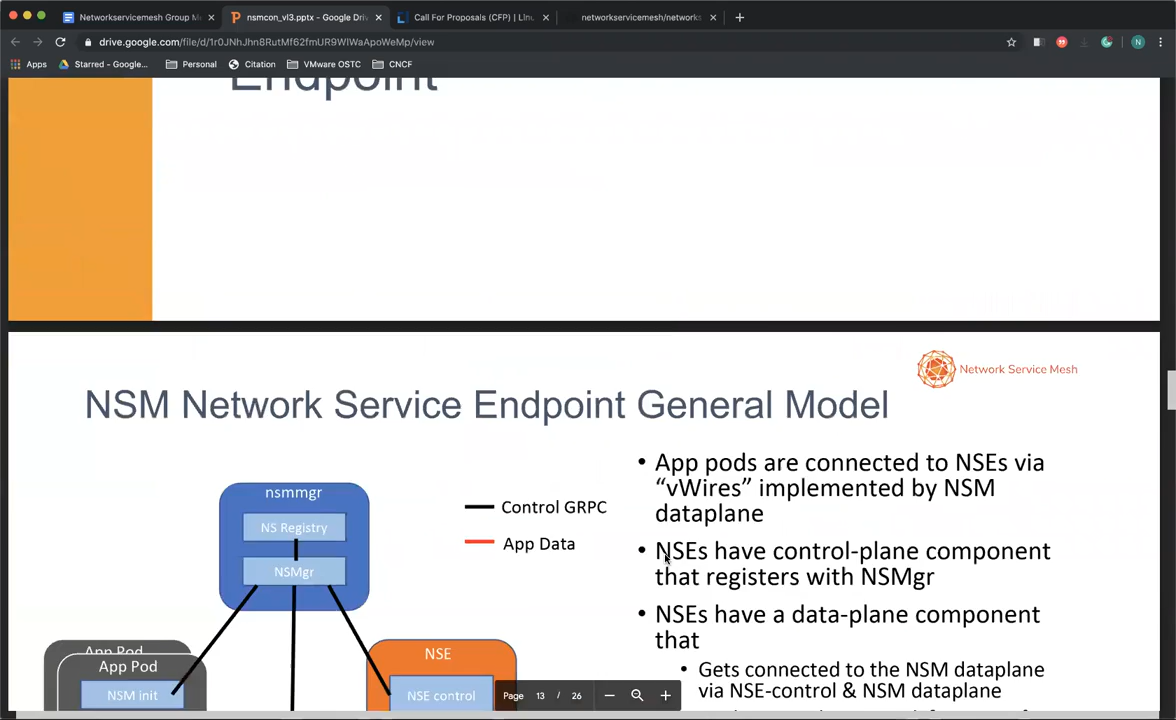 Networkservicemesh Group M
nsmcon_vl3.pptx - Google Driv
Call For Proposals (CFP) | Linu
networkservicemesh/networks
drive.google.com/file/d/1r0JNhJhn8RutMf62fmUR9WIWaApoWeMp/view
Apps
Starred - Google...
Personal
Citation
VMware OSTC
CNCF
Endpoint
Network Service Mesh
NSM Network Service Endpoint General Model
nsmmgr
NS Registry
NSMgr
Control GRPC
App Data
App Pod
App Pod
NSM init
NSE
NSE control
• App pods are connected to NSEs via
“vWires” implemented by NSM
dataplane
• NSEs have control-plane component
that registers with NSMgr
• NSEs have a data-plane component
that
• Gets connected to the NSM dataplane
via NSE-control & NSM dataplane
Page 13 / 26
N